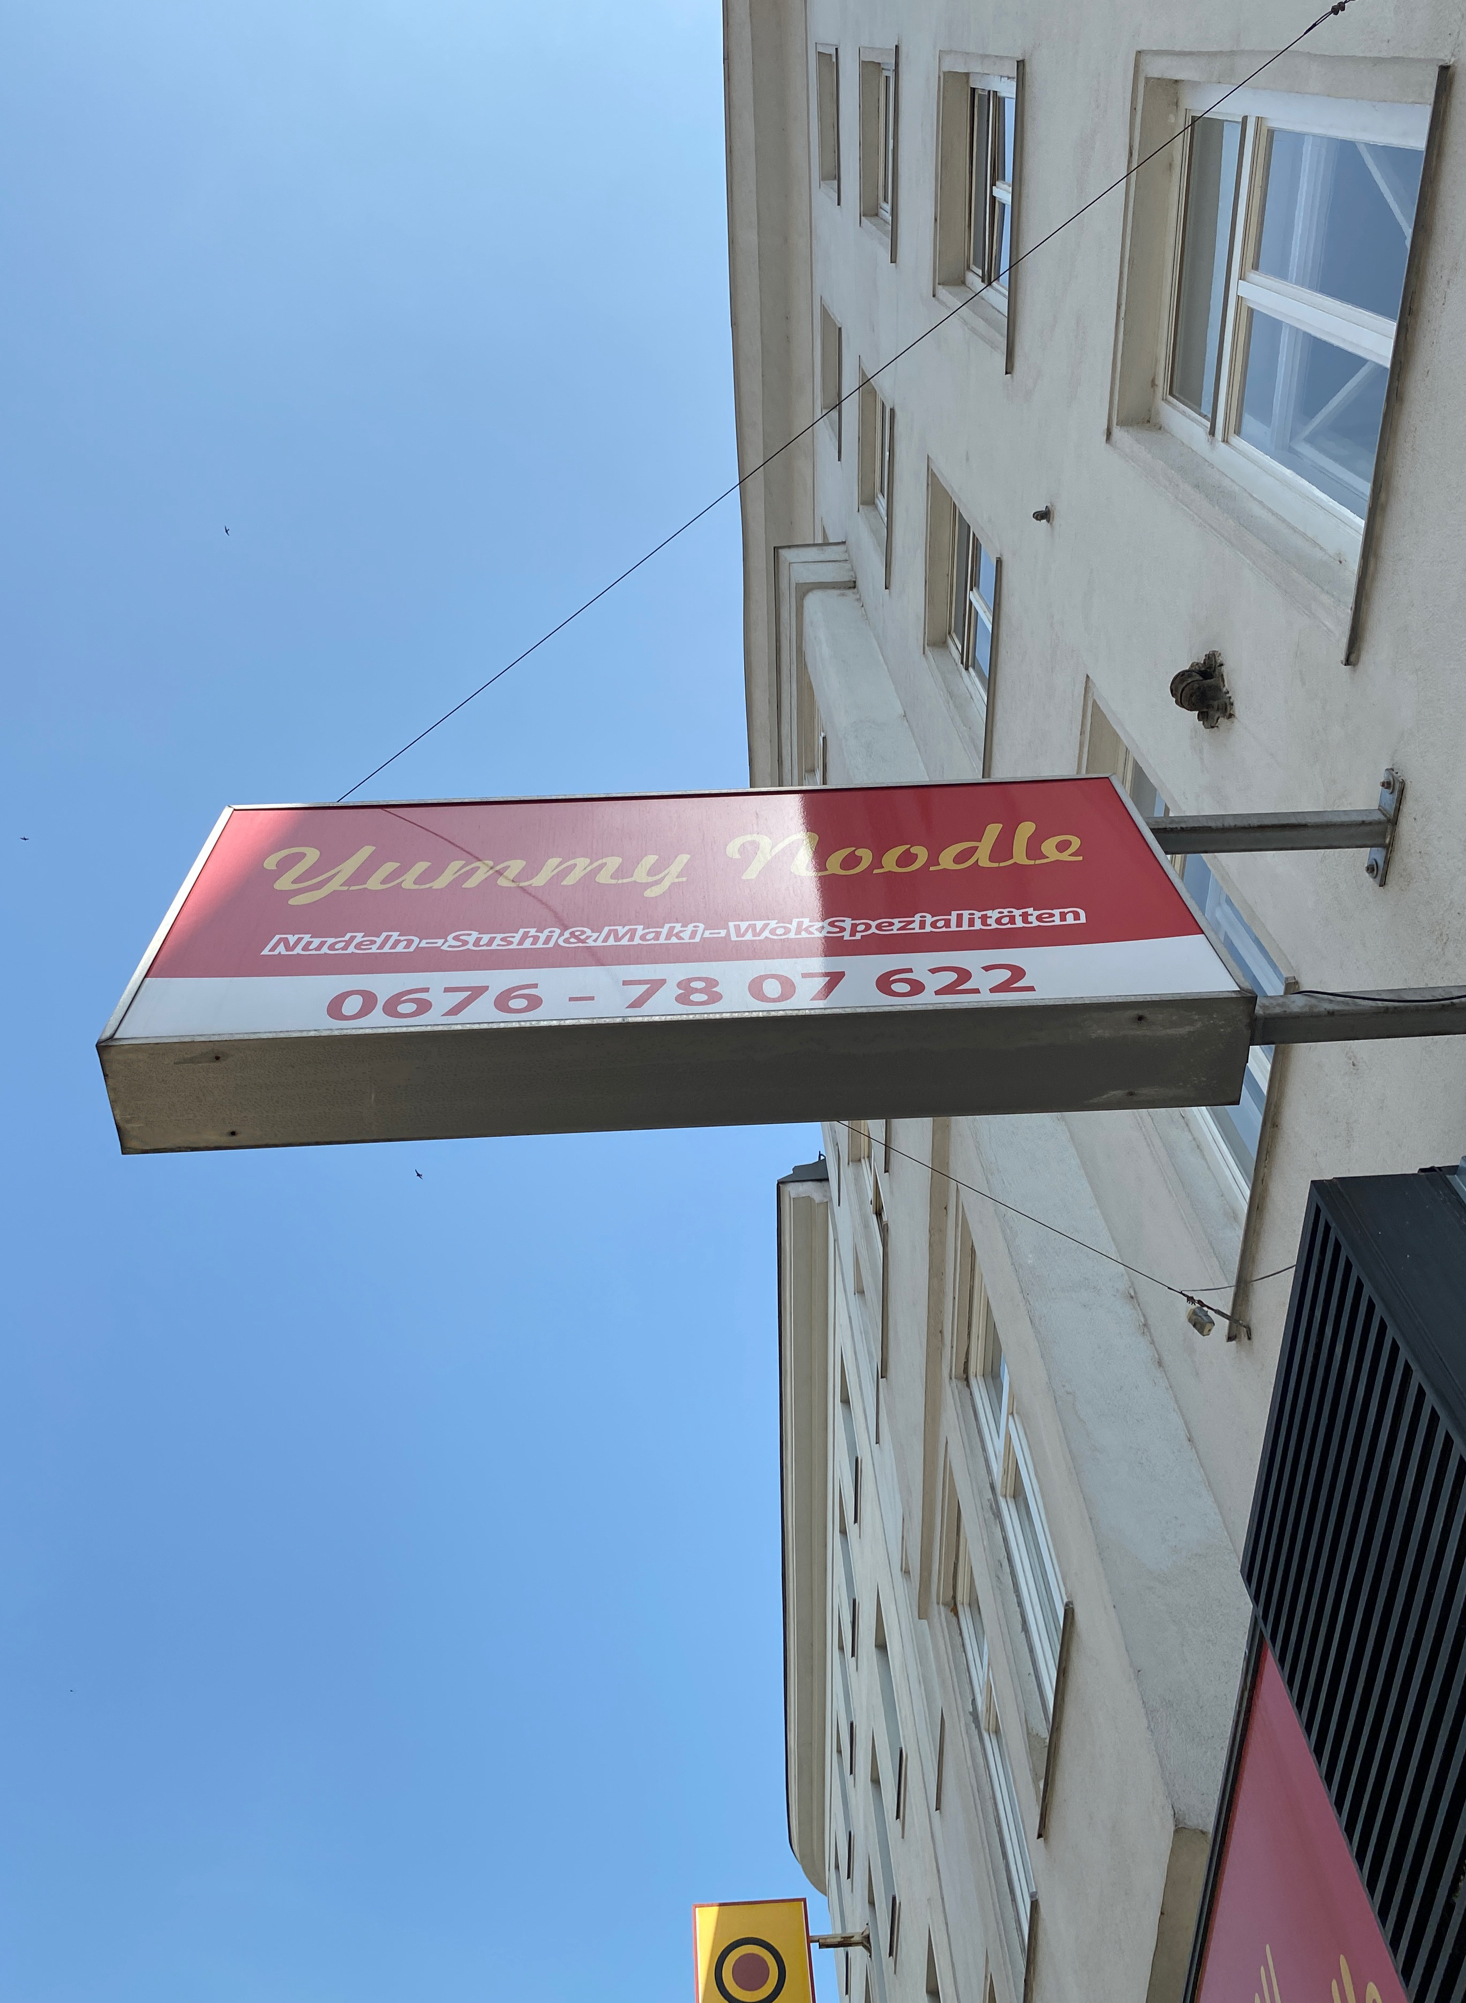 Yummy Noodle
Nudeln - Sushi & Maki - Wok Spezialitäten
0676 - 78 07 622